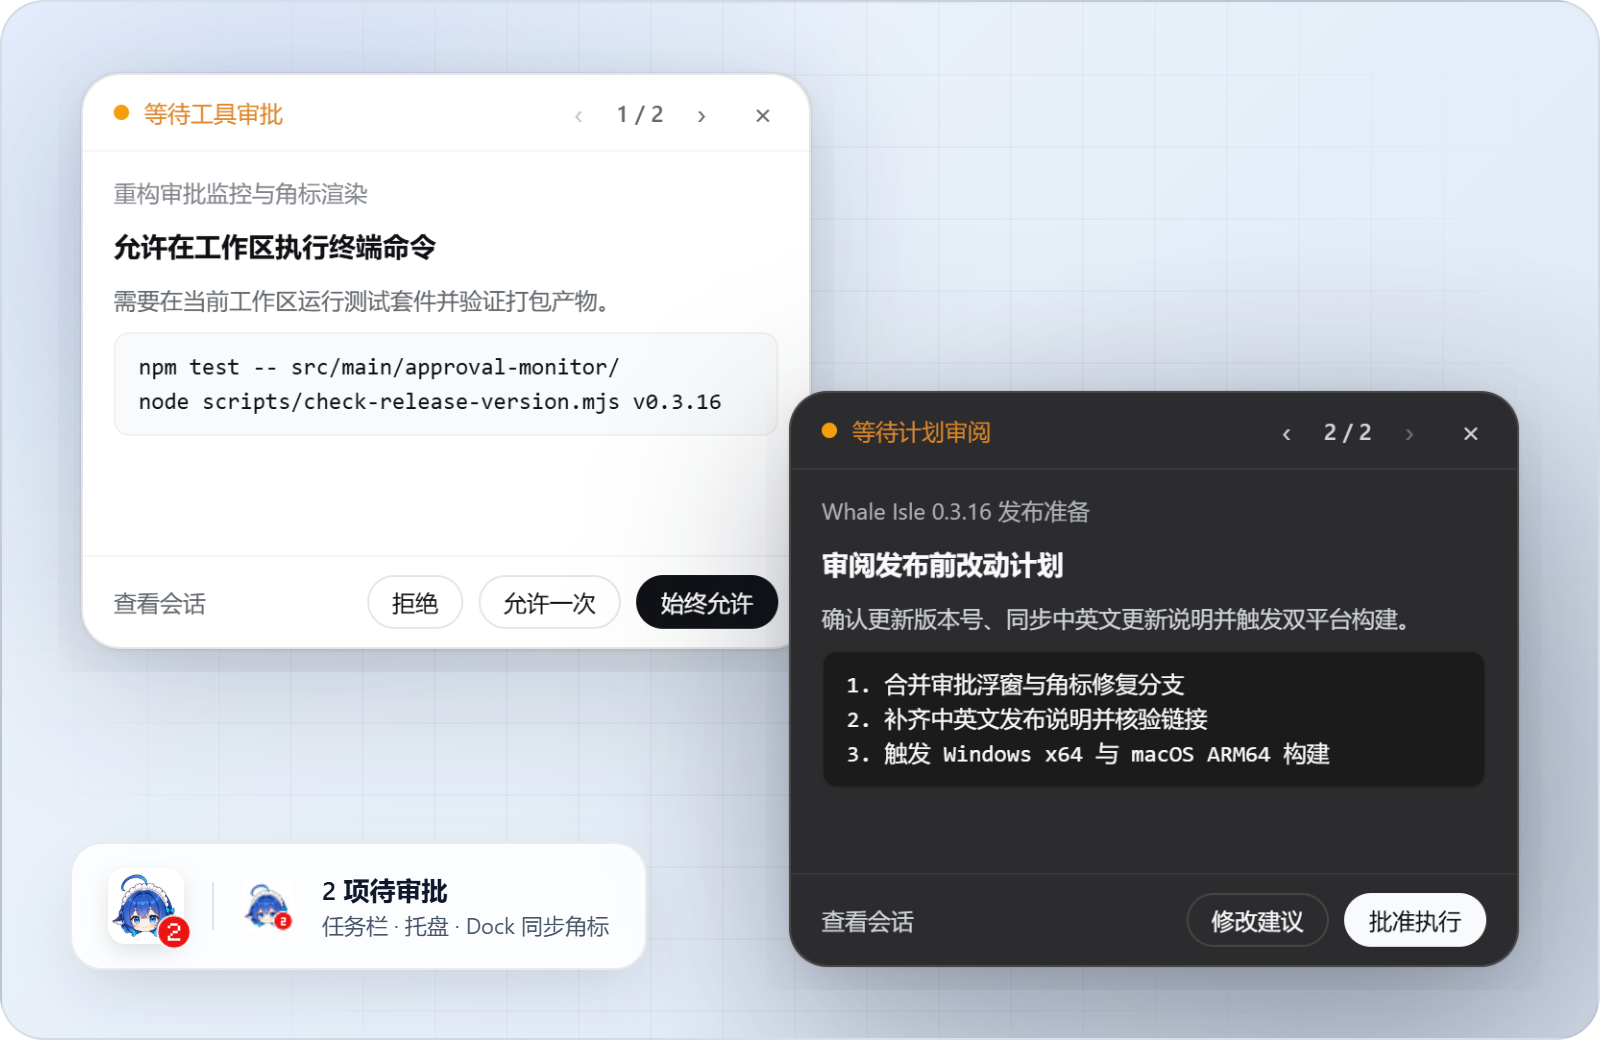 等待工具审批
‹ 1 / 2 › ×
重构审批监控与角标渲染
允许在工作区执行终端命令
需要在当前工作区运行测试套件并验证打包产物。
npm test -- src/main/approval-monitor/
node scripts/check-release-version.mjs v0.3.16
查看会话 拒绝 允许一次 始终允许
等待计划审阅
‹ 2 / 2 › ×
Whale Isle 0.3.16 发布准备
审阅发布前改动计划
确认更新版本号、同步中英文更新说明并触发双平台构建。
1. 合并审批浮窗与角标修复分支
2. 补齐中英文发布说明并核验链接
3. 触发 Windows x64 与 macOS ARM64 构建
查看会话 修改建议 批准执行
2
2
2 项待审批
任务栏 · 托盘 · Dock 同步角标